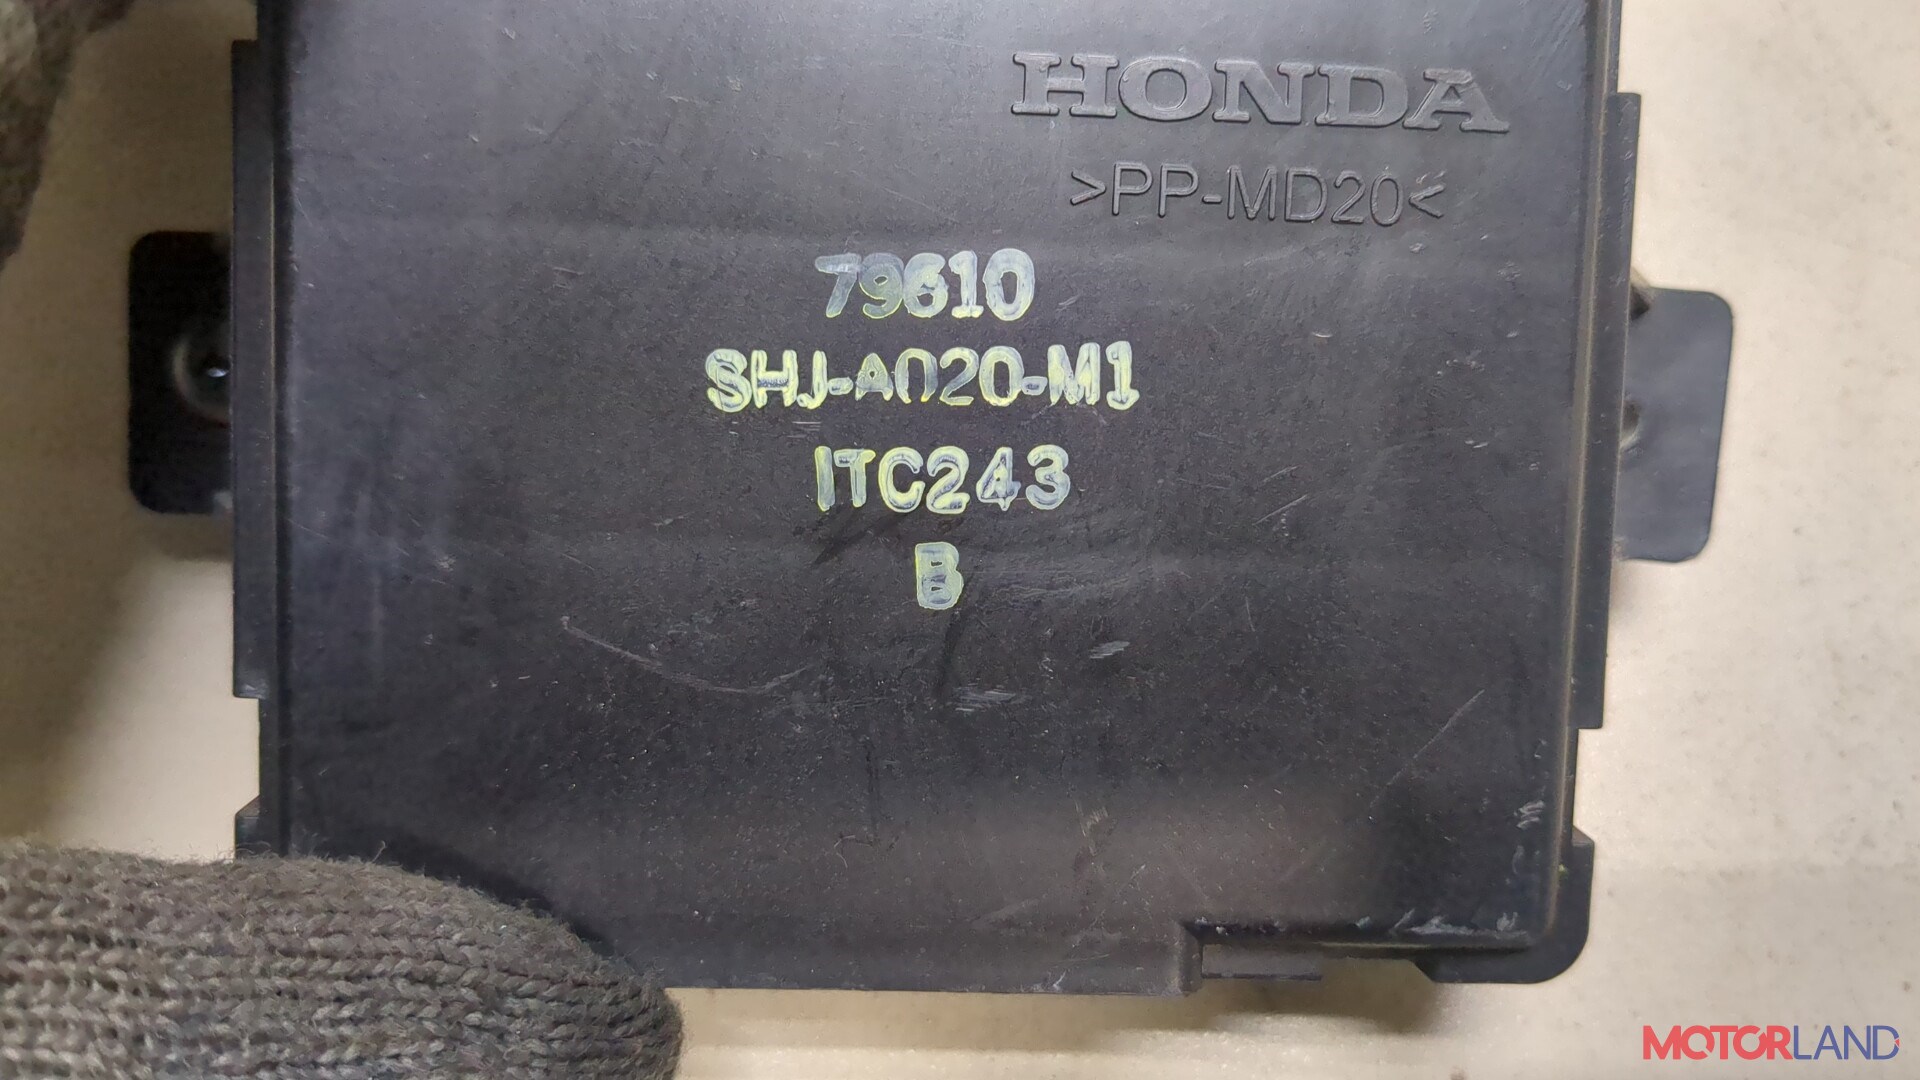 HONDA
>PP-MD20<
79610
SHJ-A020-M1
ITC243
B
MOTORLAND